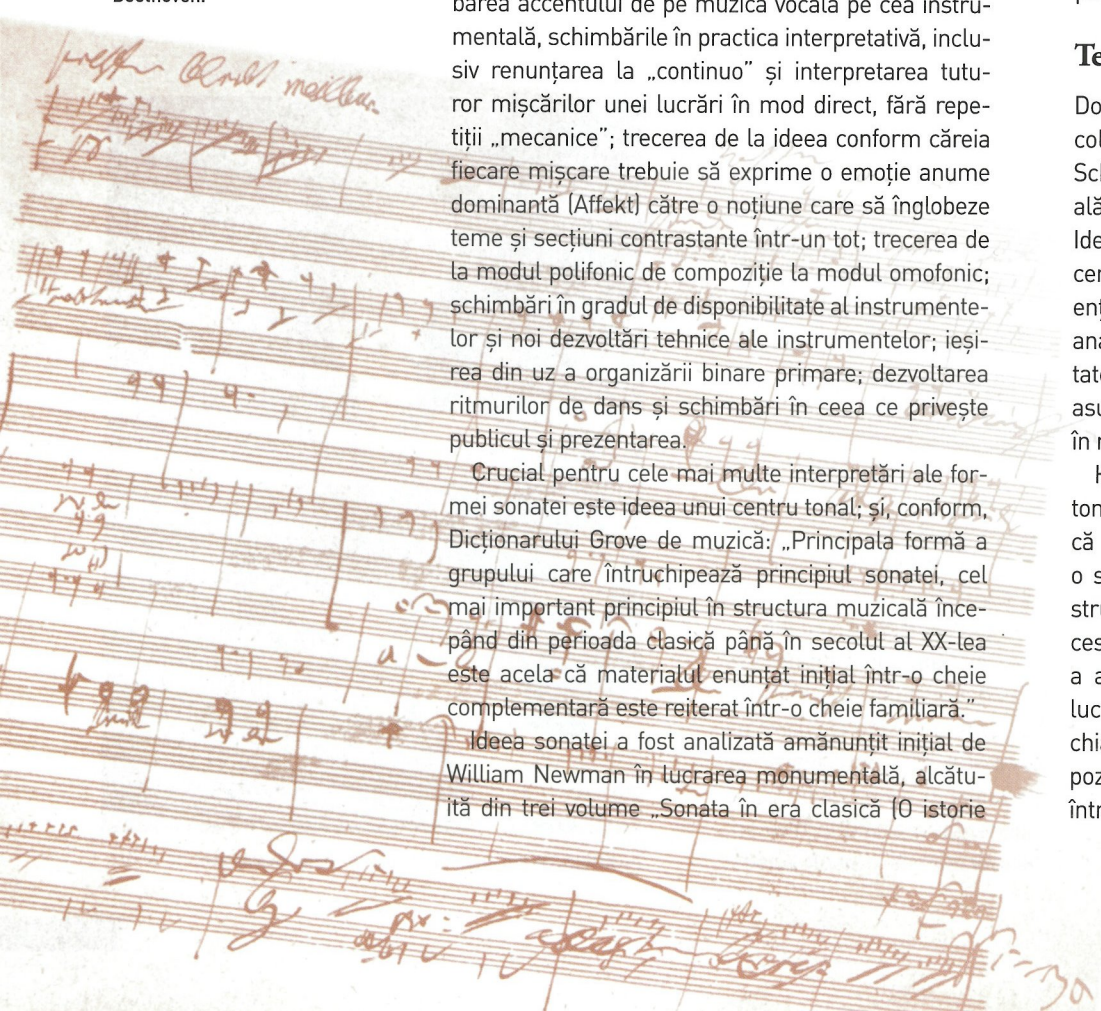 Beethoven.
barea accentului de pe muzica vocală pe cea instru-
mentală, schimbările în practica interpretativă, inclu-
siv renunțarea la „continuo” și interpretarea tutu-
ror mișcărilor unei lucrări în mod direct, fără repe-
tiții „mecanice”; trecerea de la ideea conform căreia
fiecare mișcare trebuie să exprime o emoție anume
dominantă (Affekt) către o noțiune care să înglobeze
teme și secțiuni contrastante într-un tot; trecerea de
la modul polifonic de compoziție la modul omofonic;
schimbări în gradul de disponibilitate al instrumente-
lor și noi dezvoltări tehnice ale instrumentelor; ieși-
rea din uz a organizării binare primare; dezvoltarea
ritmurilor de dans și schimbări în ceea ce privește
publicul și prezentarea.
Crucial pentru cele mai multe interpretări ale for-
mei sonatei este ideea unui centru tonal; și, conform,
Dicționarului Grove de muzică: „Principala formă a
grupului care întruchipează principiul sonatei, cel
mai important principiul în structura muzicală înce-
pând din perioada clasică până în secolul al XX-lea
este acela că materialul enunțat inițial într-o cheie
complementară este reiterat într-o cheie familiară.”
Ideea sonatei a fost analizată amănunțit inițial de
William Newman în lucrarea monumentală, alcătu-
ită din trei volume „Sonata în era clasică (O istorie
Te
Do
col
Scl
ală
Ide
cer
enț
ana
tate
asu
în r
H
ton
că
o s
stru
ces
a a
luc
chia
poz
într